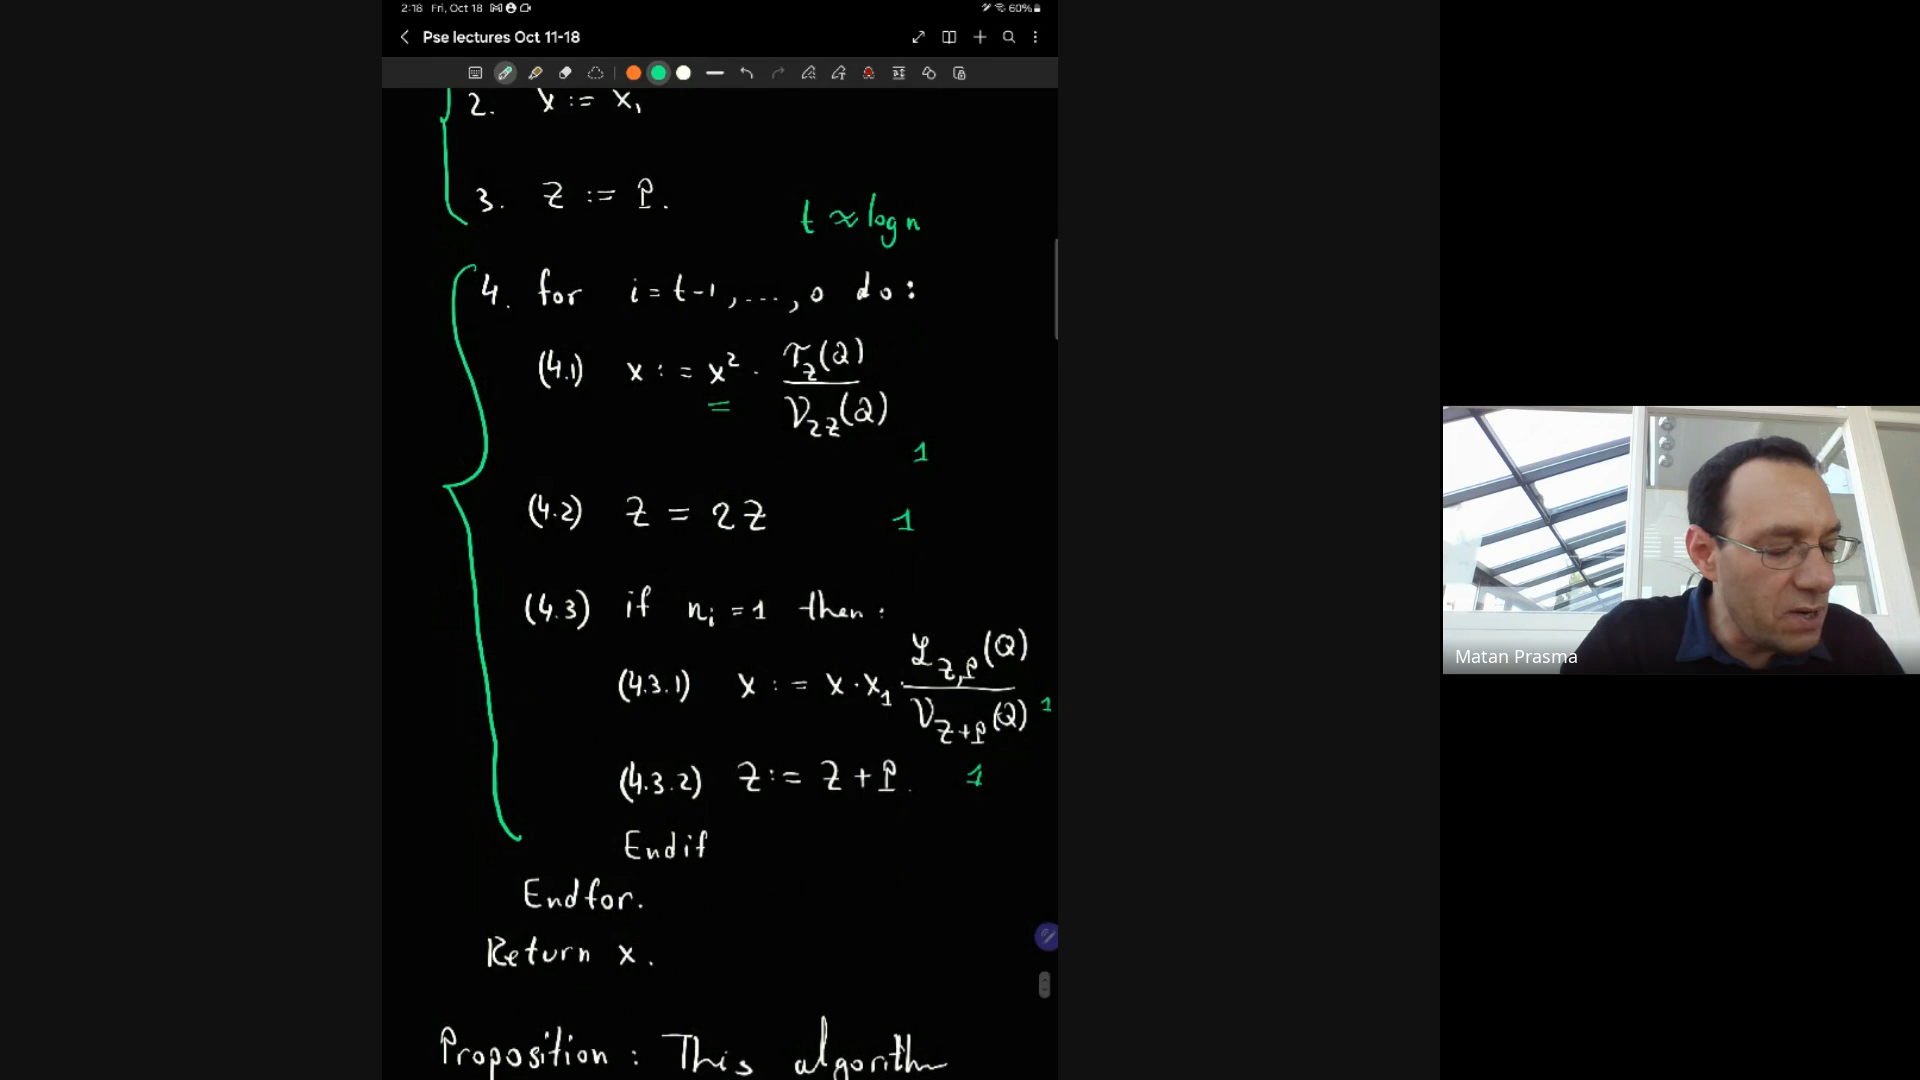 2:18 Fri, Oct 18 60%
Pse lectures Oct 11-18
2. x := x₁
3. Z := P.
t ≈ log n
4. for i = t-1, ..., 0 do:
(4.1) x := x² · T_Z(Q) / V_2Z(Q)
1
(4.2) Z = 2Z 1
(4.3) if nᵢ = 1 then:
(4.3.1) x := x·x₁ · L_Z,P(Q) / V_Z+P(Q) 1
(4.3.2) Z := Z + P. 1
Endif
Endfor.
Return x.
Proposition: This algorithm
Matan Prasma